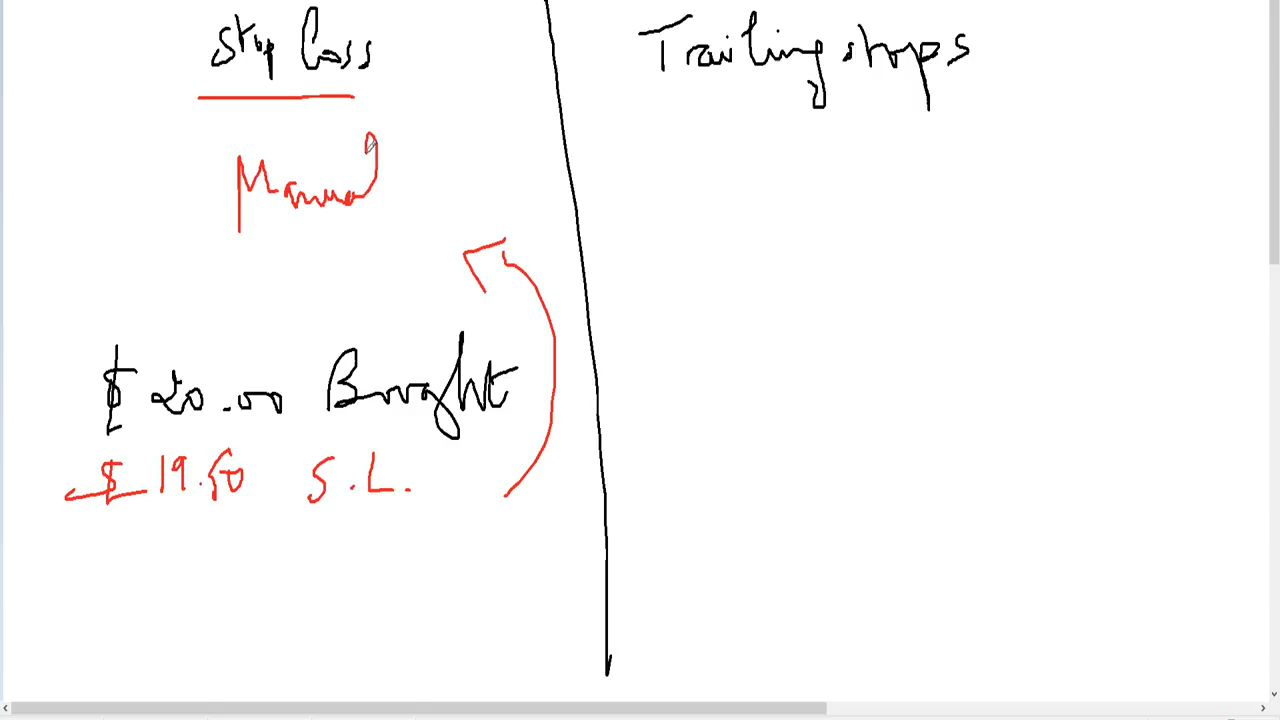 Stop loss
Manual
$ 20.00 Bought
$ 19.50 S.L.
Trailing stops